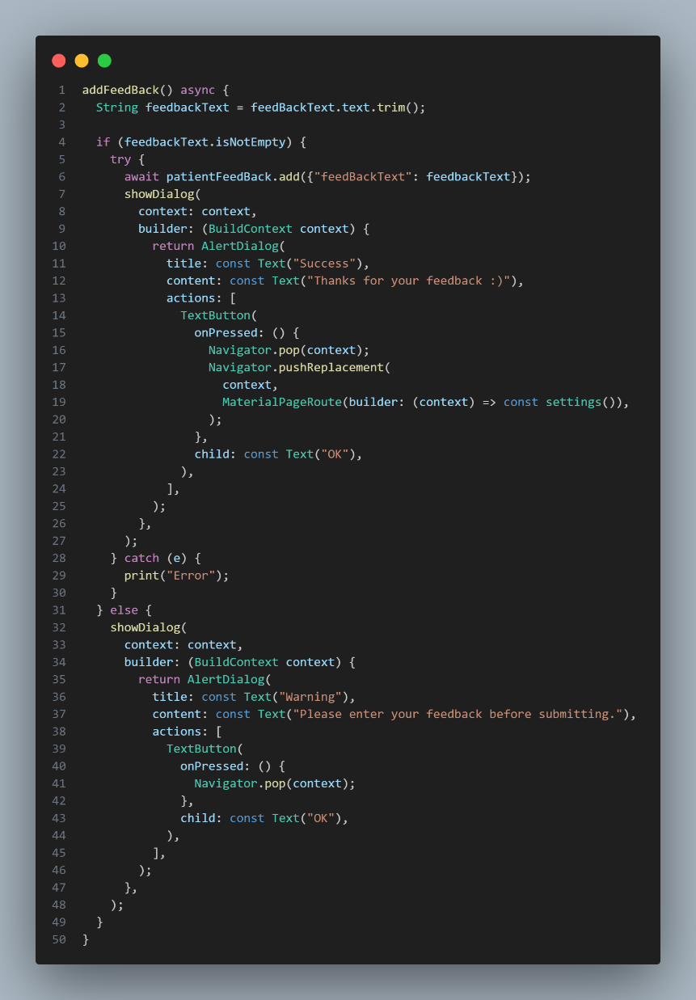 1 addFeedBack() async {
2   String feedbackText = feedBackText.text.trim();
3
4   if (feedbackText.isNotEmpty) {
5     try {
6       await patientFeedBack.add({"feedBackText": feedbackText});
7       showDialog(
8         context: context,
9         builder: (BuildContext context) {
10           return AlertDialog(
11             title: const Text("Success"),
12             content: const Text("Thanks for your feedback :)"),
13             actions: [
14               TextButton(
15                 onPressed: () {
16                   Navigator.pop(context);
17                   Navigator.pushReplacement(
18                     context,
19                     MaterialPageRoute(builder: (context) => const settings()),
20                   );
21                 },
22                 child: const Text("OK"),
23               ),
24             ],
25           );
26         },
27       );
28     } catch (e) {
29       print("Error");
30     }
31   } else {
32     showDialog(
33       context: context,
34       builder: (BuildContext context) {
35         return AlertDialog(
36           title: const Text("Warning"),
37           content: const Text("Please enter your feedback before submitting."),
38           actions: [
39             TextButton(
40               onPressed: () {
41                 Navigator.pop(context);
42               },
43               child: const Text("OK"),
44             ),
45           ],
46         );
47       },
48     );
49   }
50 }